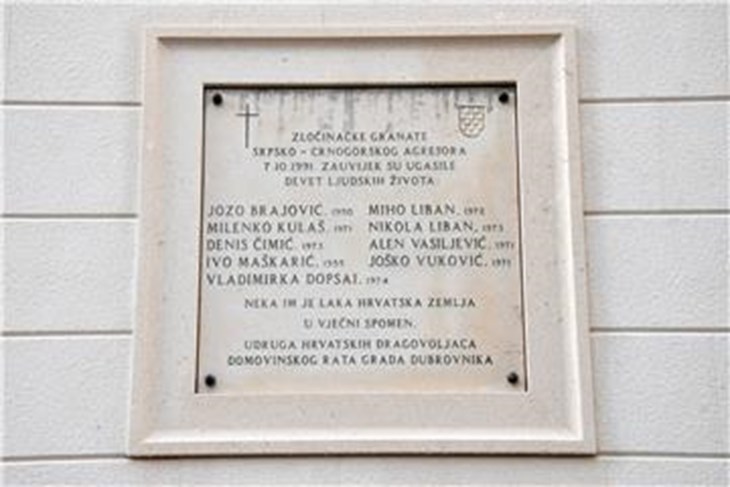 ZLOČINAČKE GRANATE
SRPSKO - CRNOGORSKOG AGRESORA
7.10.1991. ZAUVIJEK SU UGASILE
DEVET LJUDSKIH ŽIVOTA:
JOZO BRAJOVIĆ, 1950 MIHO LIBAN, 1972
MILENKO KULAŠ, 1971 NIKOLA LIBAN, 1973
DENIS ČIMIĆ, 1973 ALEN VASILJEVIĆ, 1971
IVO MAŠKARIĆ, JOŠKO VUKOVIĆ, 1971
VLADIMIRKA DOPSAJ, 1974
NEKA IM JE LAKA HRVATSKA ZEMLJA
U VJEČNI SPOMEN.
UDRUGA HRVATSKIH DRAGOVOLJACA
DOMOVINSKOG RATA GRADA DUBROVNIKA